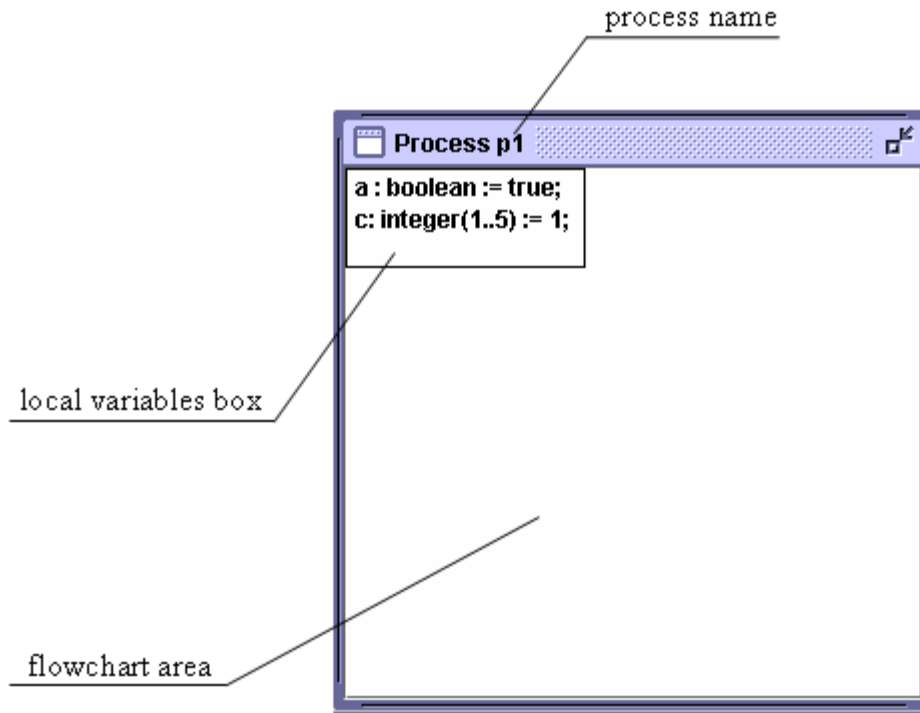 process name
Process p1
a : boolean := true;
c: integer(1..5) := 1;
local variables box
flowchart area